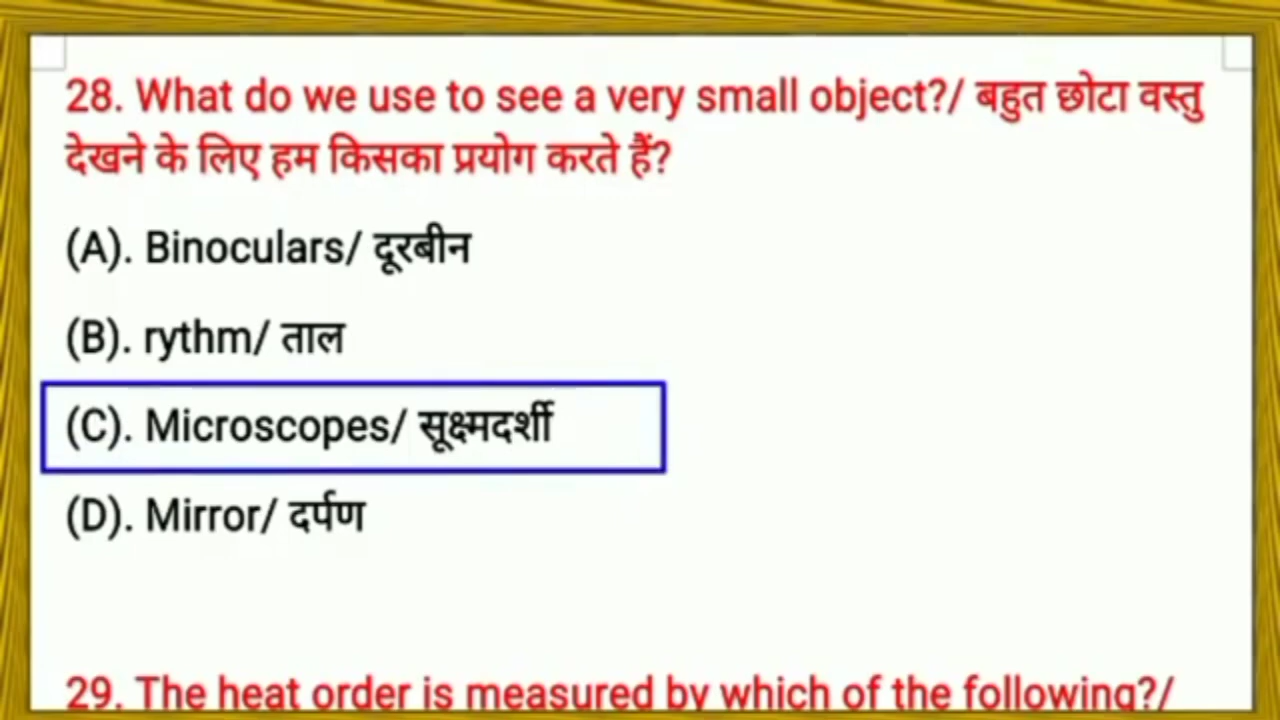 28. What do we use to see a very small object?/ बहुत छोटा वस्तु
देखने के लिए हम किसका प्रयोग करते हैं?
(A). Binoculars/ दूरबीन
(B). rythm/ ताल
(C). Microscopes/ सूक्ष्मदर्शी
(D). Mirror/ दर्पण
29. The heat order is measured by which of the following?/